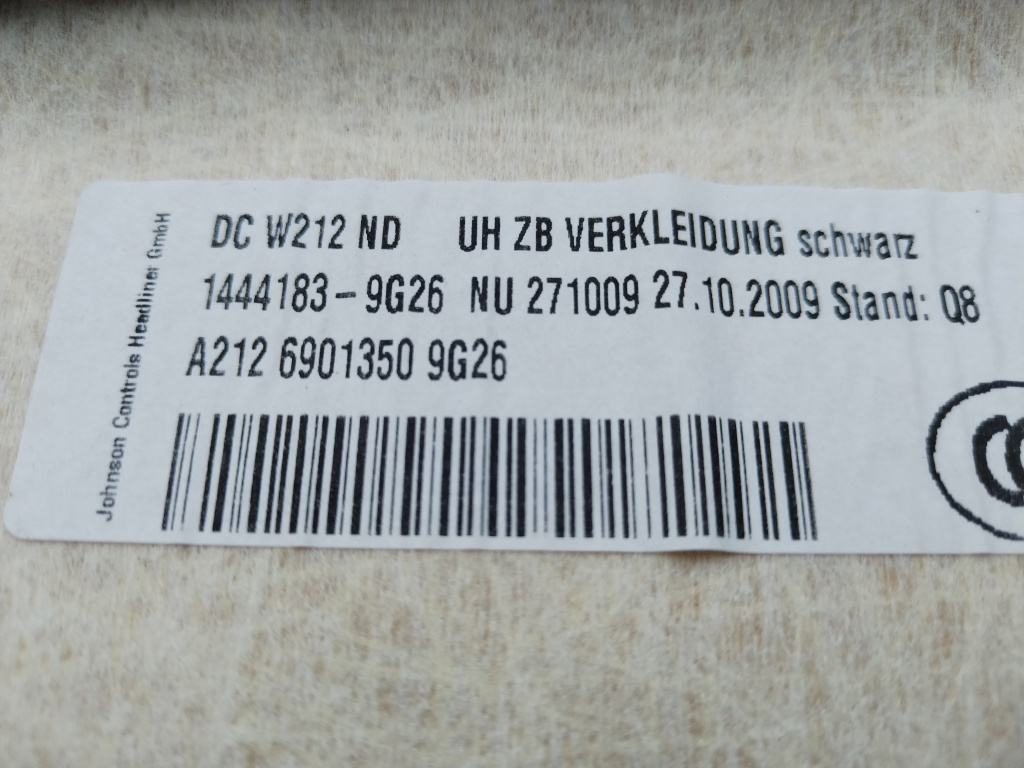 Johnson Controls Headliner GmbH
DC W212 ND UH ZB VERKLEIDUNG schwarz
1444183-9G26 NU 271009 27.10.2009 Stand: Q8
A212 6901350 9G26